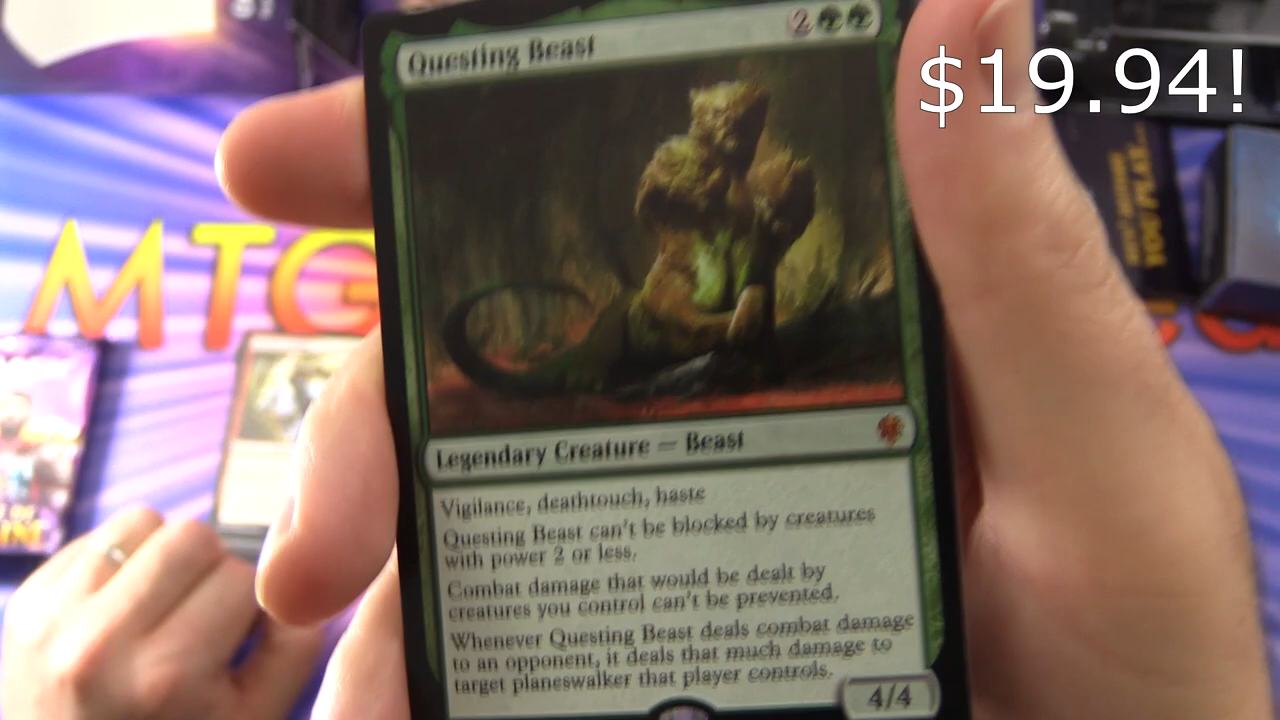 Questing Beast
2
$19.94!
MTG
YOU PLAY
Legendary Creature — Beast
Vigilance, deathtouch, haste
Questing Beast can't be blocked by creatures
with power 2 or less.
Combat damage that would be dealt by
creatures you control can't be prevented.
Whenever Questing Beast deals combat damage
to an opponent, it deals that much damage to
target planeswalker that player controls.
4/4